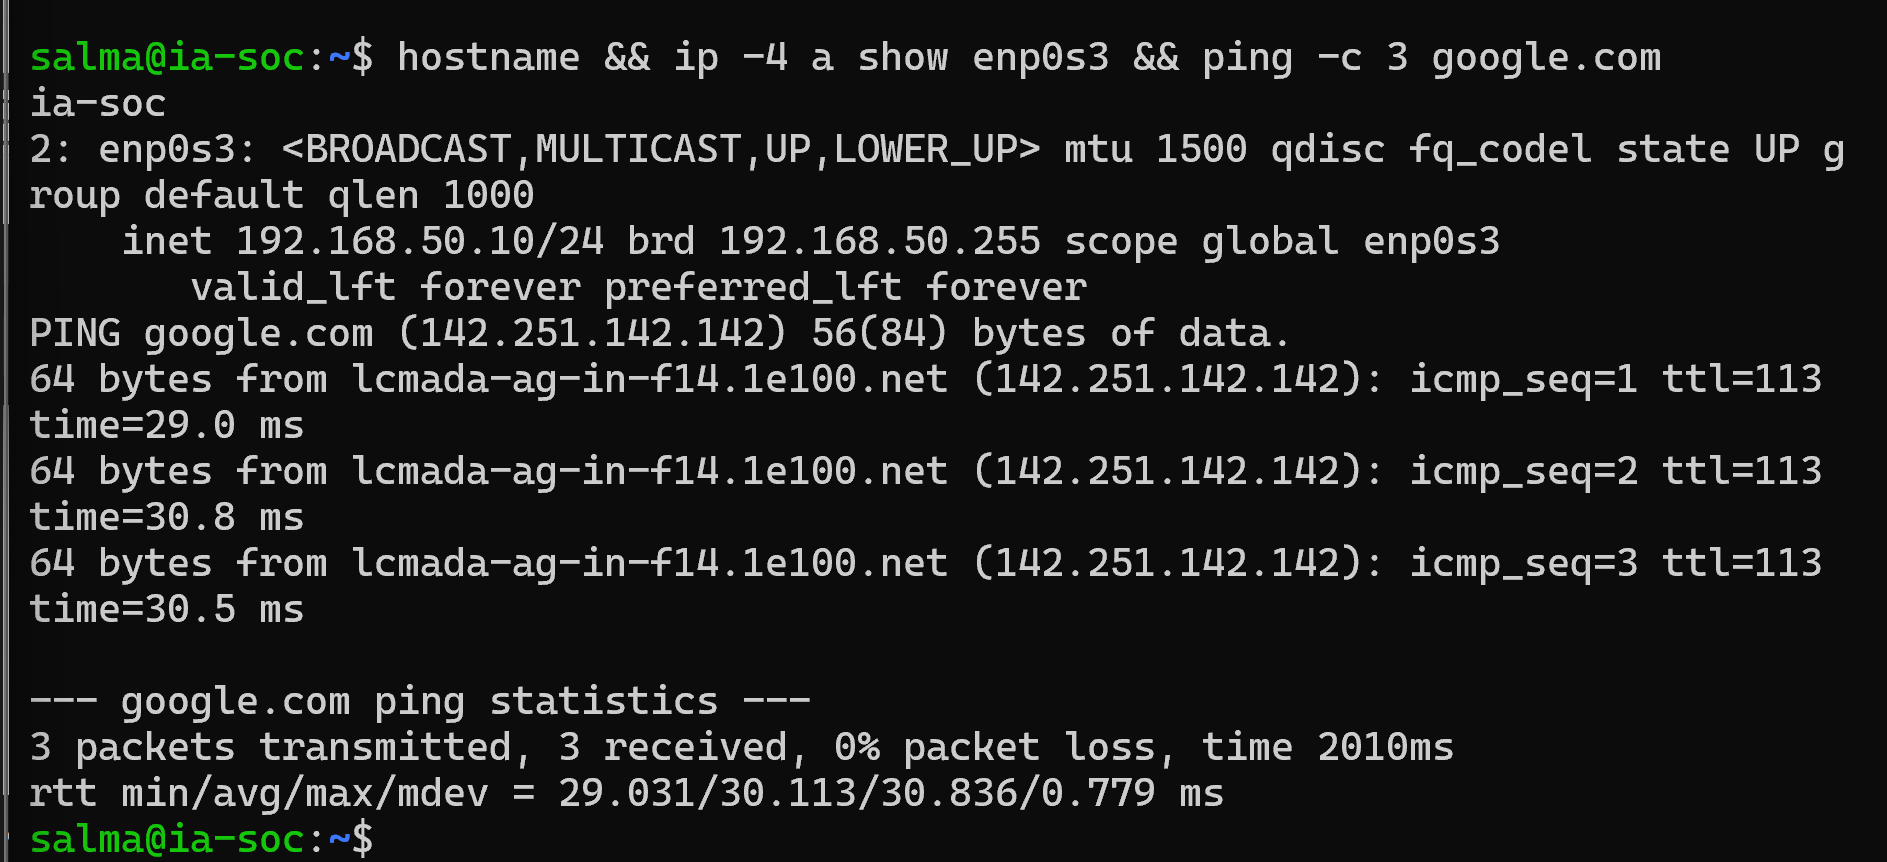 salma@ia-soc:~$ hostname && ip -4 a show enp0s3 && ping -c 3 google.com
ia-soc
2: enp0s3: <BROADCAST,MULTICAST,UP,LOWER_UP> mtu 1500 qdisc fq_codel state UP g
roup default qlen 1000
    inet 192.168.50.10/24 brd 192.168.50.255 scope global enp0s3
       valid_lft forever preferred_lft forever
PING google.com (142.251.142.142) 56(84) bytes of data.
64 bytes from lcmada-ag-in-f14.1e100.net (142.251.142.142): icmp_seq=1 ttl=113
time=29.0 ms
64 bytes from lcmada-ag-in-f14.1e100.net (142.251.142.142): icmp_seq=2 ttl=113
time=30.8 ms
64 bytes from lcmada-ag-in-f14.1e100.net (142.251.142.142): icmp_seq=3 ttl=113
time=30.5 ms

--- google.com ping statistics ---
3 packets transmitted, 3 received, 0% packet loss, time 2010ms
rtt min/avg/max/mdev = 29.031/30.113/30.836/0.779 ms
salma@ia-soc:~$